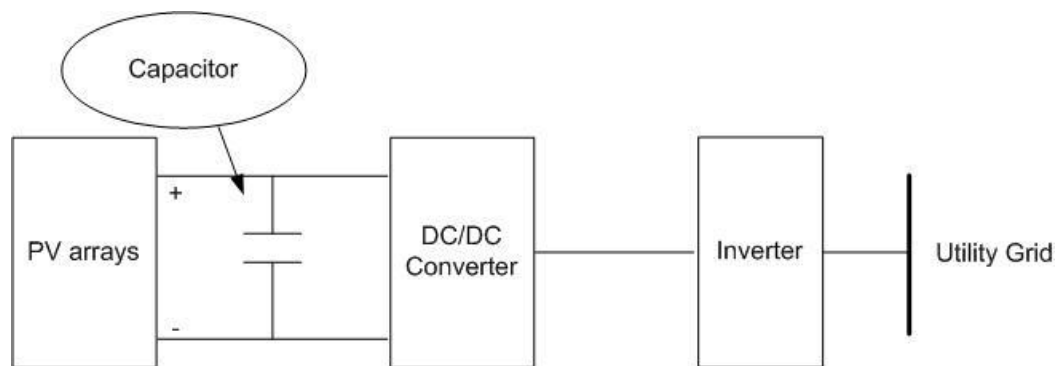 Capacitor
+
PV arrays
-
DC/DC
Converter
Inverter
Utility Grid